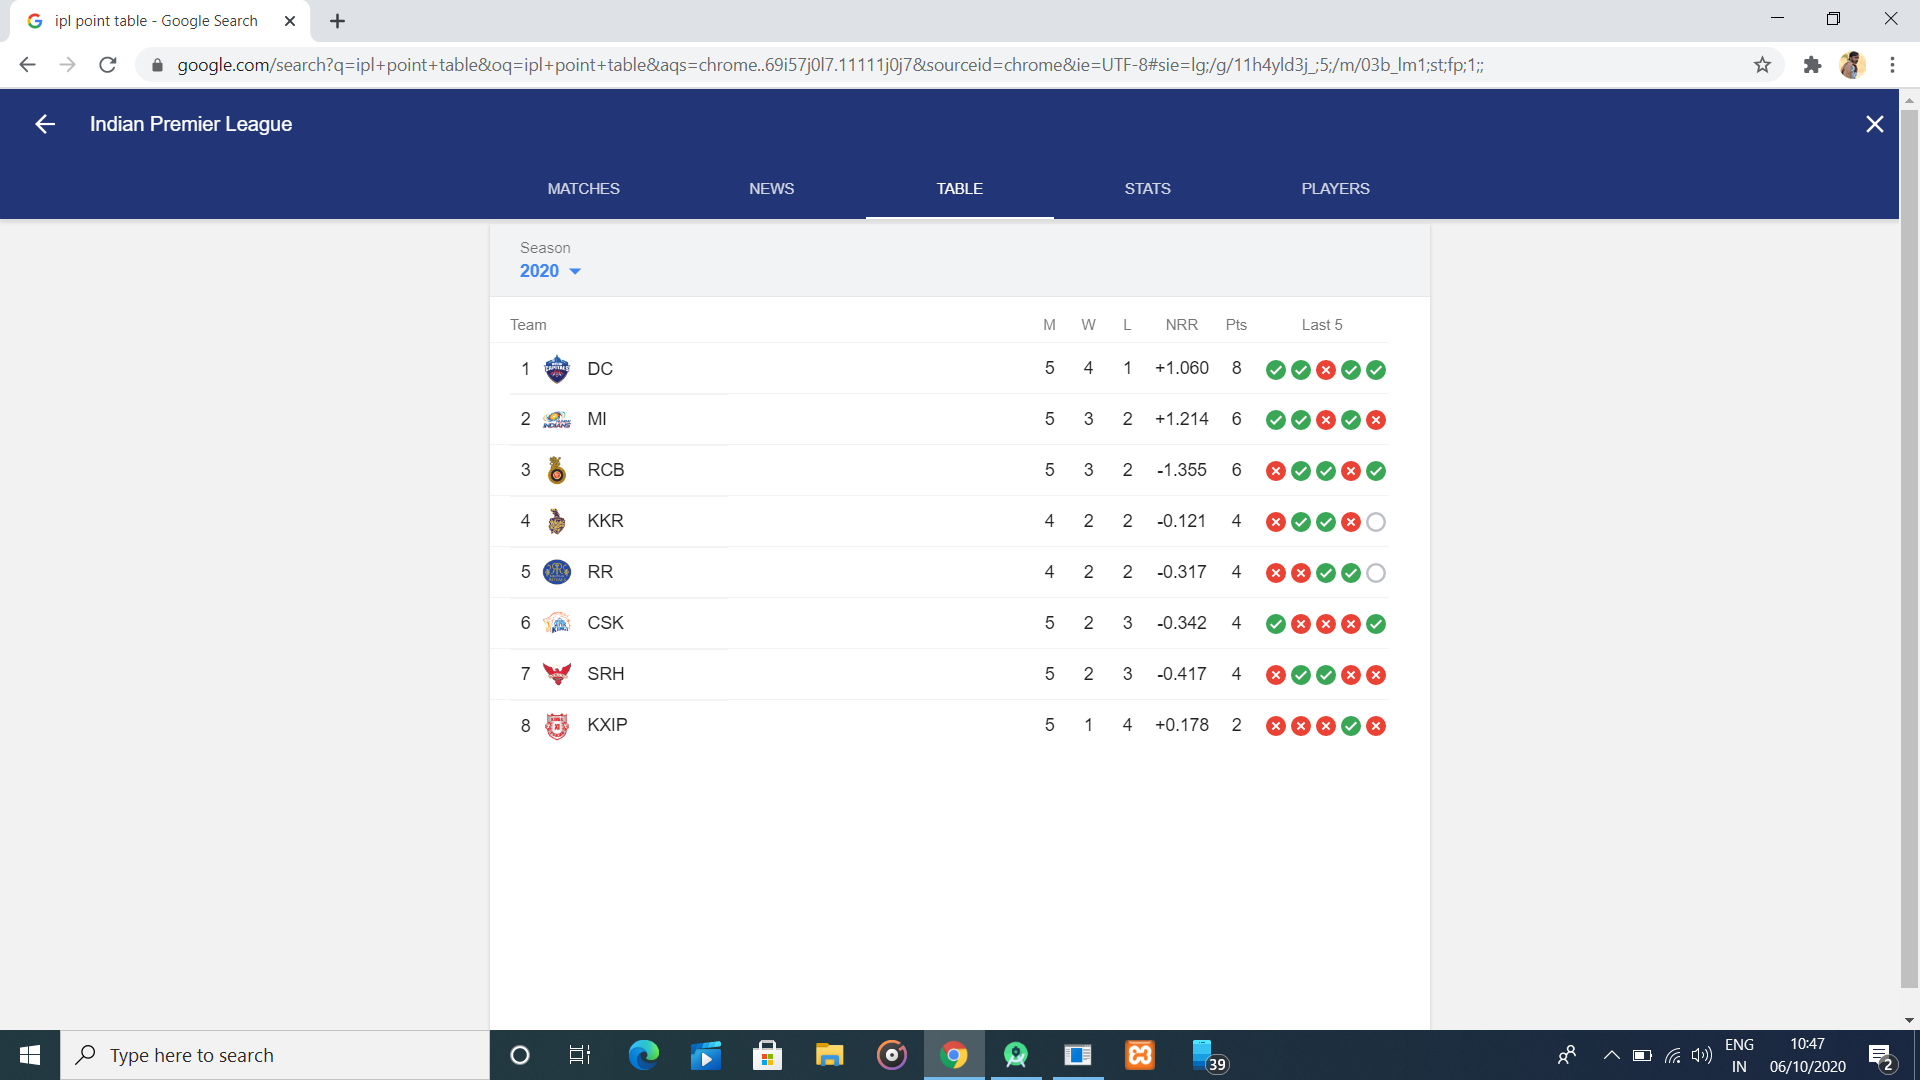 ipl point table - Google Search
google.com/search?q=ipl+point+table&oq=ipl+point+table&aqs=chrome..69i57j0l7.11111j0j7&sourceid=chrome&ie=UTF-8#sie=lg;/g/11h4yld3j_;5;/m/03b_lm1;st;fp;1;;
Indian Premier League
MATCHES NEWS TABLE STATS PLAYERS
Season
2020
Team M W L NRR Pts Last 5
1 DC 5 4 1 +1.060 8
2 MI 5 3 2 +1.214 6
3 RCB 5 3 2 -1.355 6
4 KKR 4 2 2 -0.121 4
5 RR 4 2 2 -0.317 4
6 CSK 5 2 3 -0.342 4
7 SRH 5 2 3 -0.417 4
8 KXIP 5 1 4 +0.178 2
Type here to search
39
ENG
IN
10:47
06/10/2020
2